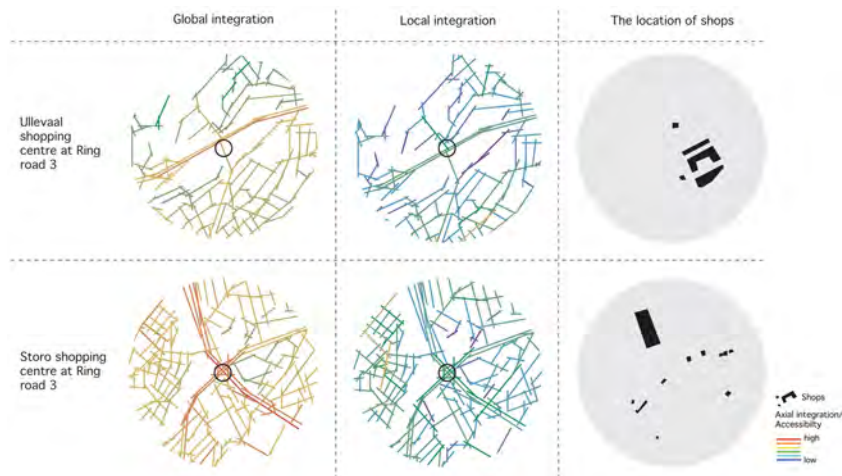 Global integration
Local integration
The location of shops
Ullevaal
shopping
centre at Ring
road 3
Storo shopping
centre at Ring
road 3
Shops
Axial integration/
Accessibilty
high
low